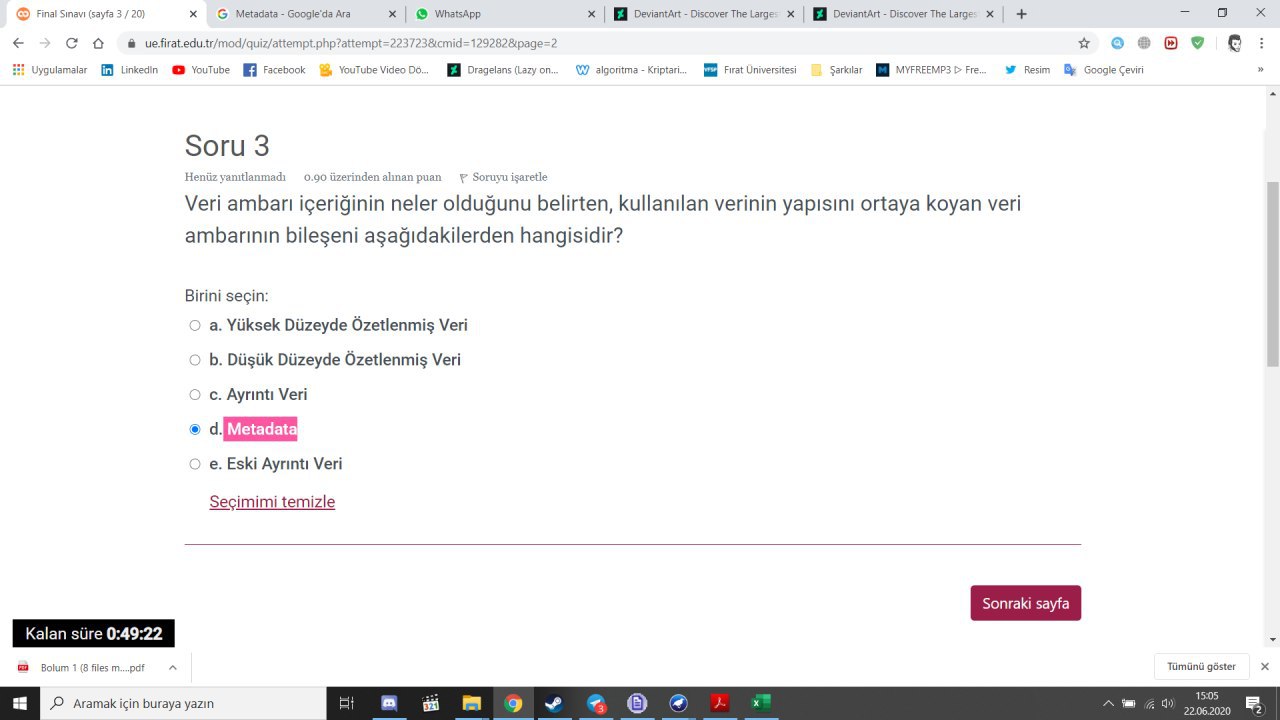 Final Sınavı (sayfa 3 / 20)
Metadata - Google'da Ara
WhatsApp
DeviantArt - Discover The Larges
DeviantArt - Discover The Larges
ue.firat.edu.tr/mod/quiz/attempt.php?attempt=223723&cmid=129282&page=2
Uygulamalar
LinkedIn
YouTube
Facebook
YouTube Video Dö...
Dragelans (Lazy on...
algoritma - Kriptari...
Fırat Üniversitesi
Şarkılar
MYFREEMP3 ▷ Fre...
Resim
Google Çeviri
»
Soru 3
Henüz yanıtlanmadı 0.90 üzerinden alınan puan Soruyu işaretle
Veri ambarı içeriğinin neler olduğunu belirten, kullanılan verinin yapısını ortaya koyan veri
ambarının bileşeni aşağıdakilerden hangisidir?
Birini seçin:
a. Yüksek Düzeyde Özetlenmiş Veri
b. Düşük Düzeyde Özetlenmiş Veri
c. Ayrıntı Veri
d. Metadata
e. Eski Ayrıntı Veri
Seçimimi temizle
Sonraki sayfa
Kalan süre 0:49:22
Bolum 1 (8 files m....pdf
Tümünü göster
Aramak için buraya yazın
15:05
22.06.2020